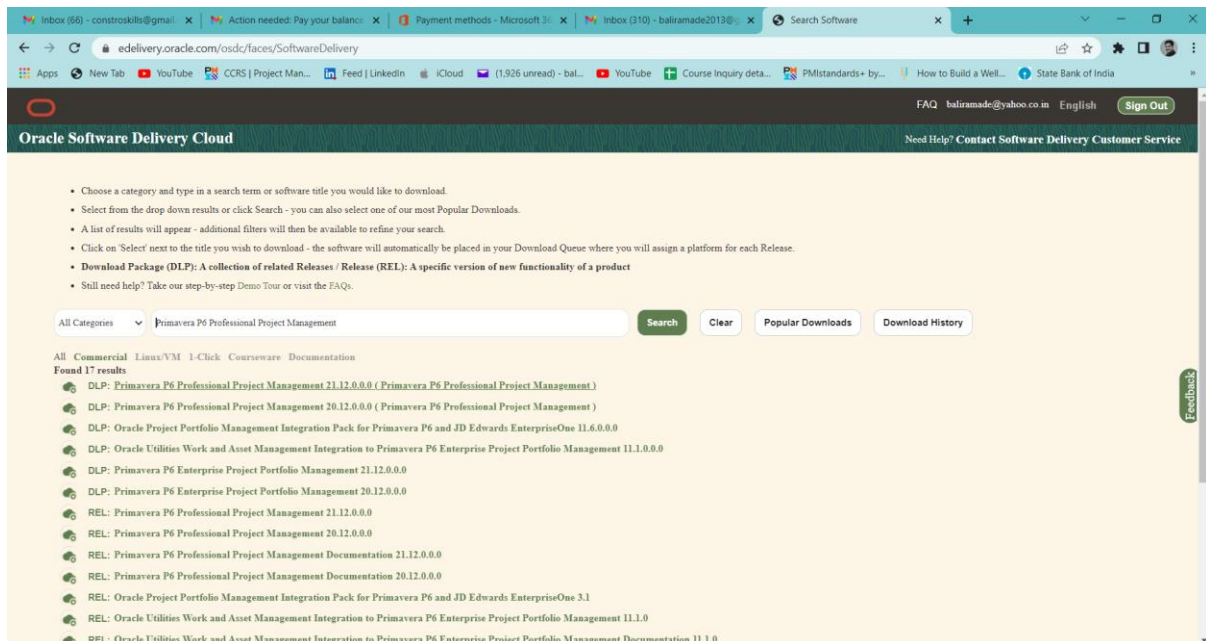 Inbox (66) - constroskills@gmail
Action needed: Pay your balance
Payment methods - Microsoft 36
Inbox (310) - baliramade2013@g
Search Software
edelivery.oracle.com/osdc/faces/SoftwareDelivery
Apps New Tab YouTube CCRS | Project Man... Feed | LinkedIn iCloud (1,926 unread) - bal... YouTube Course Inquiry deta... PMIstandards+ by... How to Build a Well... State Bank of India »
FAQ baliramade@yahoo.co.in English Sign Out
Oracle Software Delivery Cloud
Need Help? Contact Software Delivery Customer Service
• Choose a category and type in a search term or software title you would like to download.
• Select from the drop down results or click Search - you can also select one of our most Popular Downloads.
• A list of results will appear - additional filters will then be available to refine your search.
• Click on 'Select' next to the title you wish to download - the software will automatically be placed in your Download Queue where you will assign a platform for each Release.
• Download Package (DLP): A collection of related Releases / Release (REL): A specific version of new functionality of a product
• Still need help? Take our step-by-step Demo Tour or visit the FAQs.
All Categories Primavera P6 Professional Project Management Search Clear Popular Downloads Download History
All Commercial Linux/VM 1-Click Courseware Documentation
Found 17 results
DLP: Primavera P6 Professional Project Management 21.12.0.0.0 ( Primavera P6 Professional Project Management )
DLP: Primavera P6 Professional Project Management 20.12.0.0.0 ( Primavera P6 Professional Project Management )
DLP: Oracle Project Portfolio Management Integration Pack for Primavera P6 and JD Edwards EnterpriseOne 11.6.0.0.0
DLP: Oracle Utilities Work and Asset Management Integration to Primavera P6 Enterprise Project Portfolio Management 11.1.0.0.0
DLP: Primavera P6 Enterprise Project Portfolio Management 21.12.0.0.0
DLP: Primavera P6 Enterprise Project Portfolio Management 20.12.0.0.0
REL: Primavera P6 Professional Project Management 21.12.0.0.0
REL: Primavera P6 Professional Project Management 20.12.0.0.0
REL: Primavera P6 Professional Project Management Documentation 21.12.0.0.0
REL: Primavera P6 Professional Project Management Documentation 20.12.0.0.0
REL: Oracle Project Portfolio Management Integration Pack for Primavera P6 and JD Edwards EnterpriseOne 3.1
REL: Oracle Utilities Work and Asset Management Integration to Primavera P6 Enterprise Project Portfolio Management 11.1.0
REL: Oracle Utilities Work and Asset Management Integration to Primavera P6 Enterprise Project Portfolio Management Documentation 11.1.0
Feedback